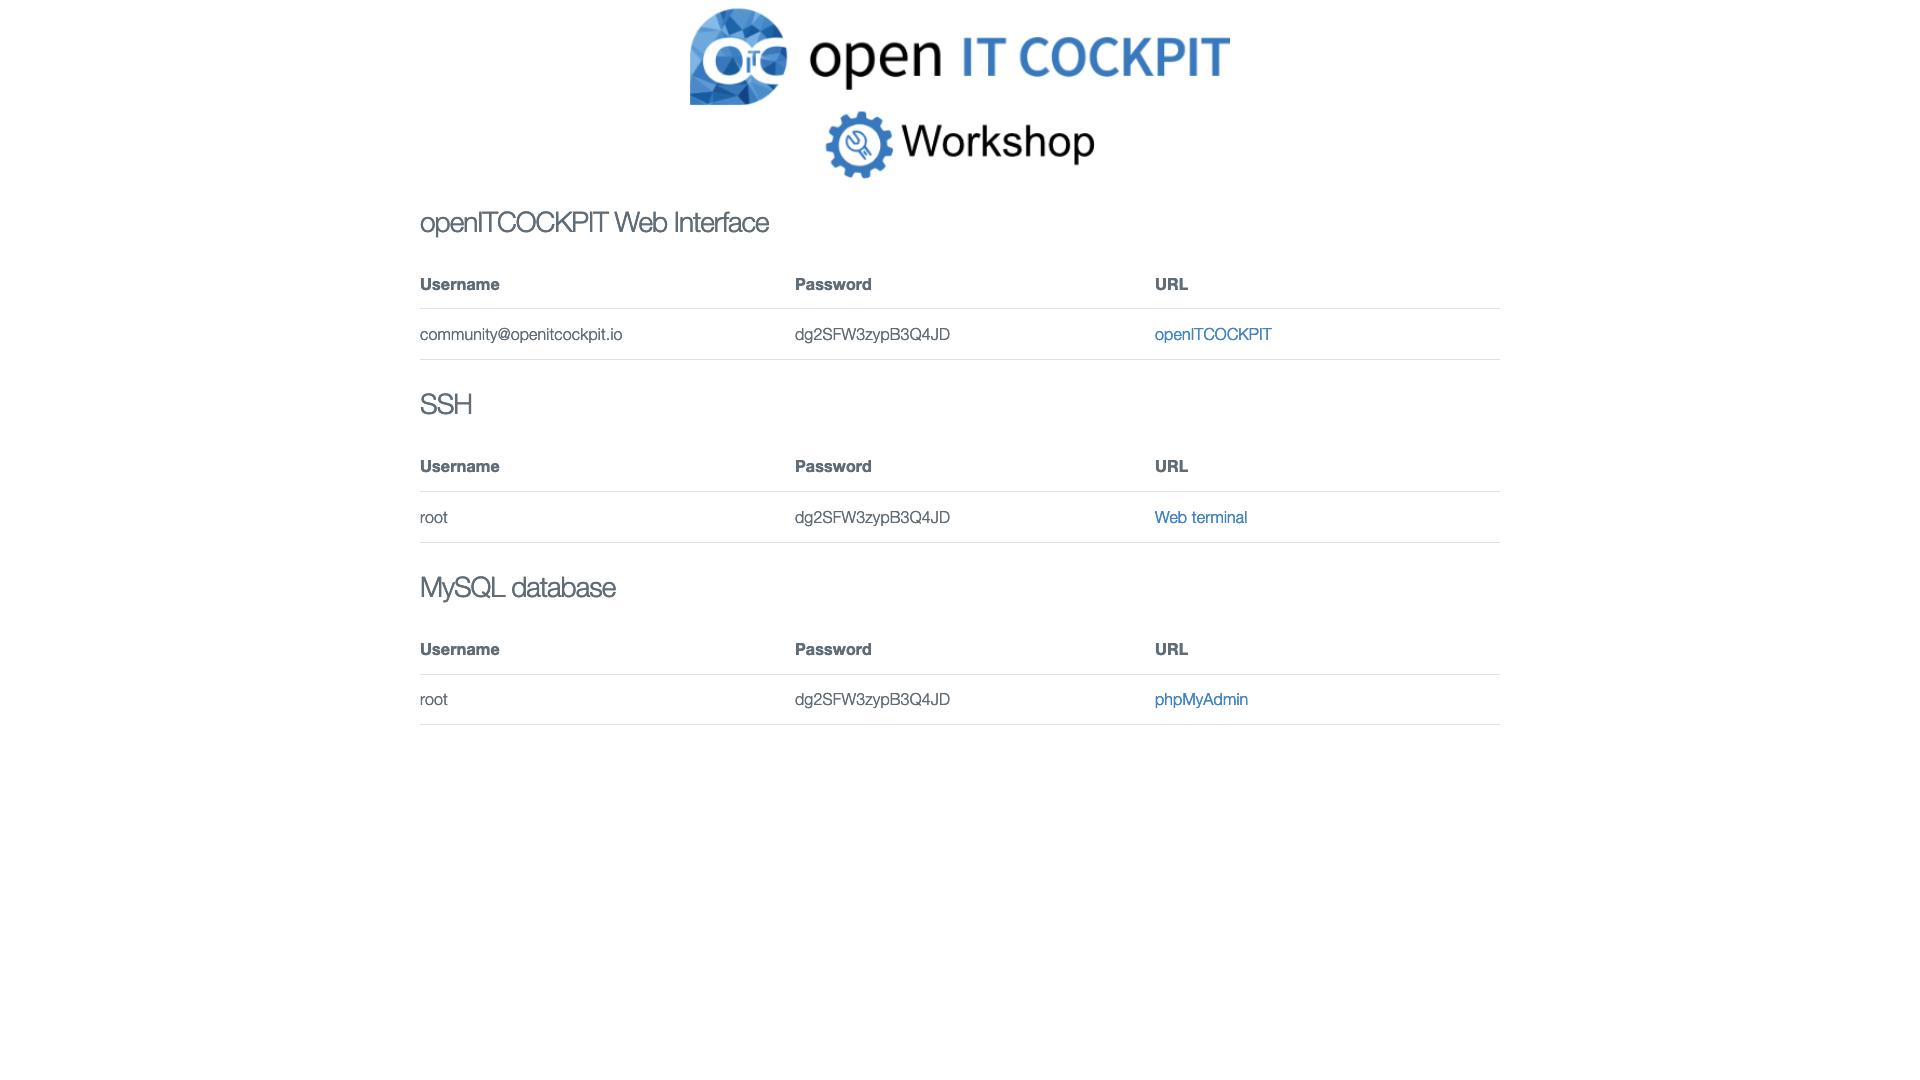 open IT COCKPIT
Workshop
openITCOCKPIT Web Interface
Username Password URL
community@openitcockpit.io dg2SFW3zypB3Q4JD openITCOCKPIT
SSH
Username Password URL
root dg2SFW3zypB3Q4JD Web terminal
MySQL database
Username Password URL
root dg2SFW3zypB3Q4JD phpMyAdmin